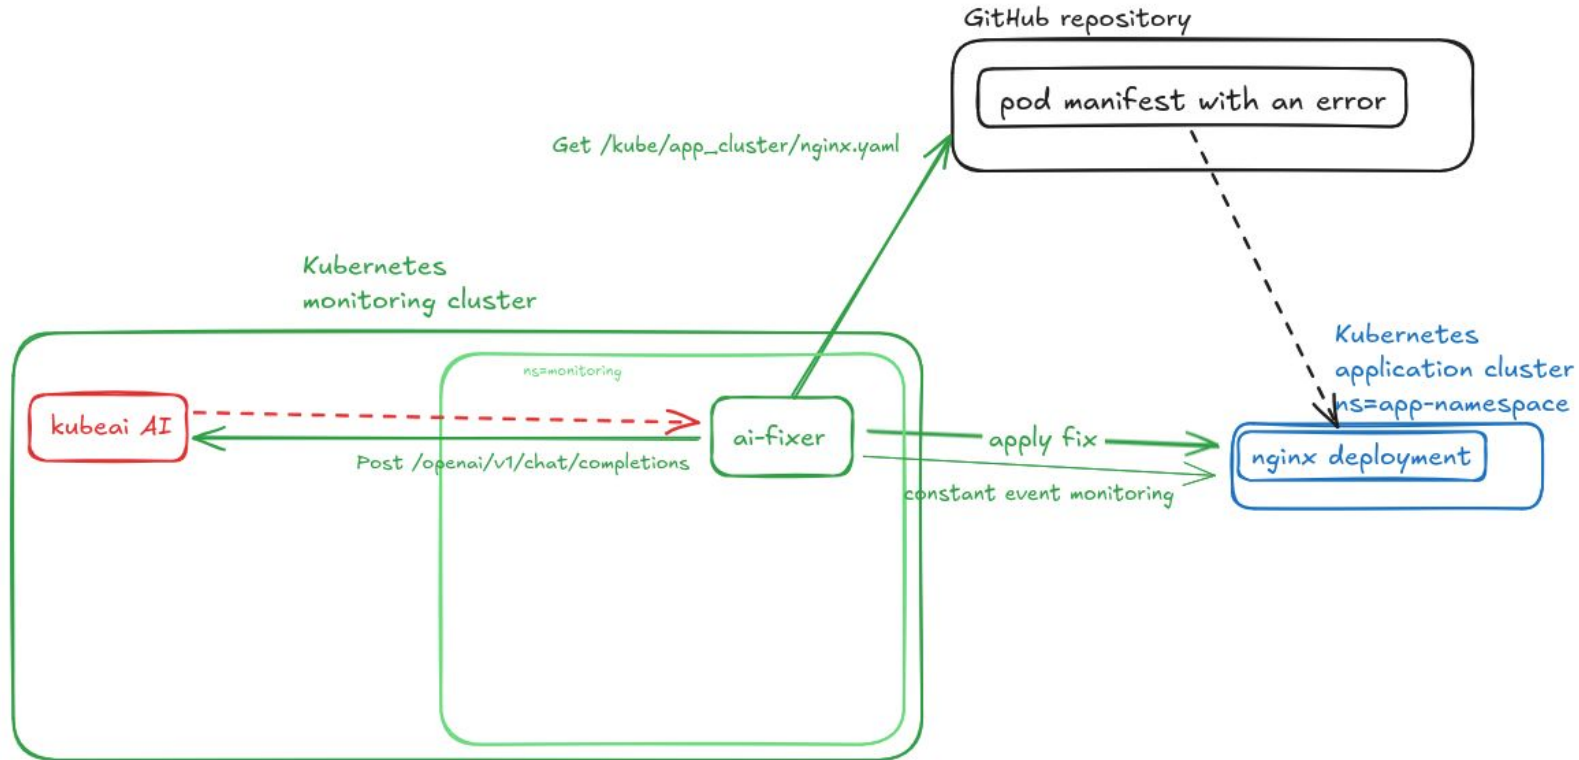 GitHub repository
pod manifest with an error
Get /kube/app_cluster/nginx.yaml
Kubernetes
monitoring cluster
Kubernetes
application cluster
ns=app-namespace
ns=monitoring
kubeai AI
ai-fixer
apply fix
nginx deployment
Post /openai/v1/chat/completions
constant event monitoring